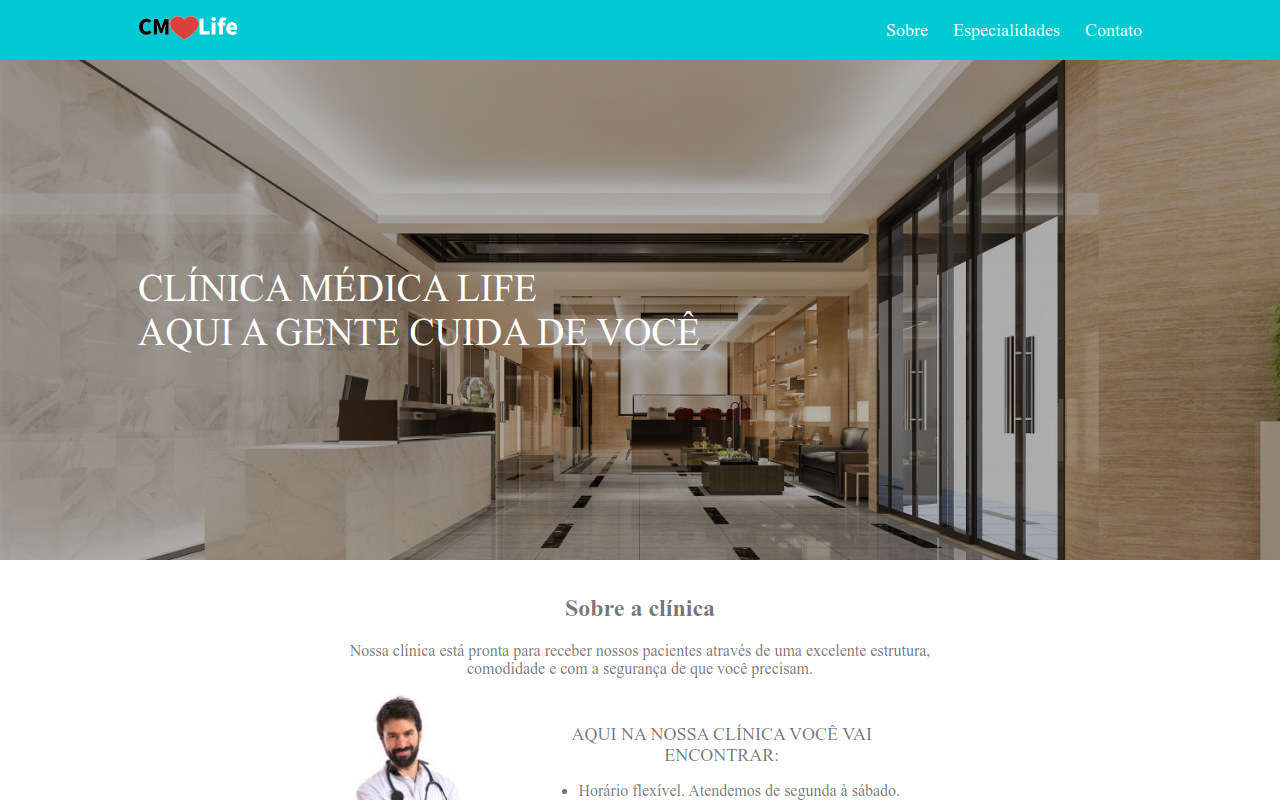 CM Life
Sobre Especialidades Contato
CLÍNICA MÉDICA LIFE
AQUI A GENTE CUIDA DE VOCÊ
Sobre a clínica
Nossa clínica está pronta para receber nossos pacientes através de uma excelente estrutura,
comodidade e com a segurança de que você precisam.
AQUI NA NOSSA CLÍNICA VOCÊ VAI
ENCONTRAR:
• Horário flexível. Atendemos de segunda à sábado.